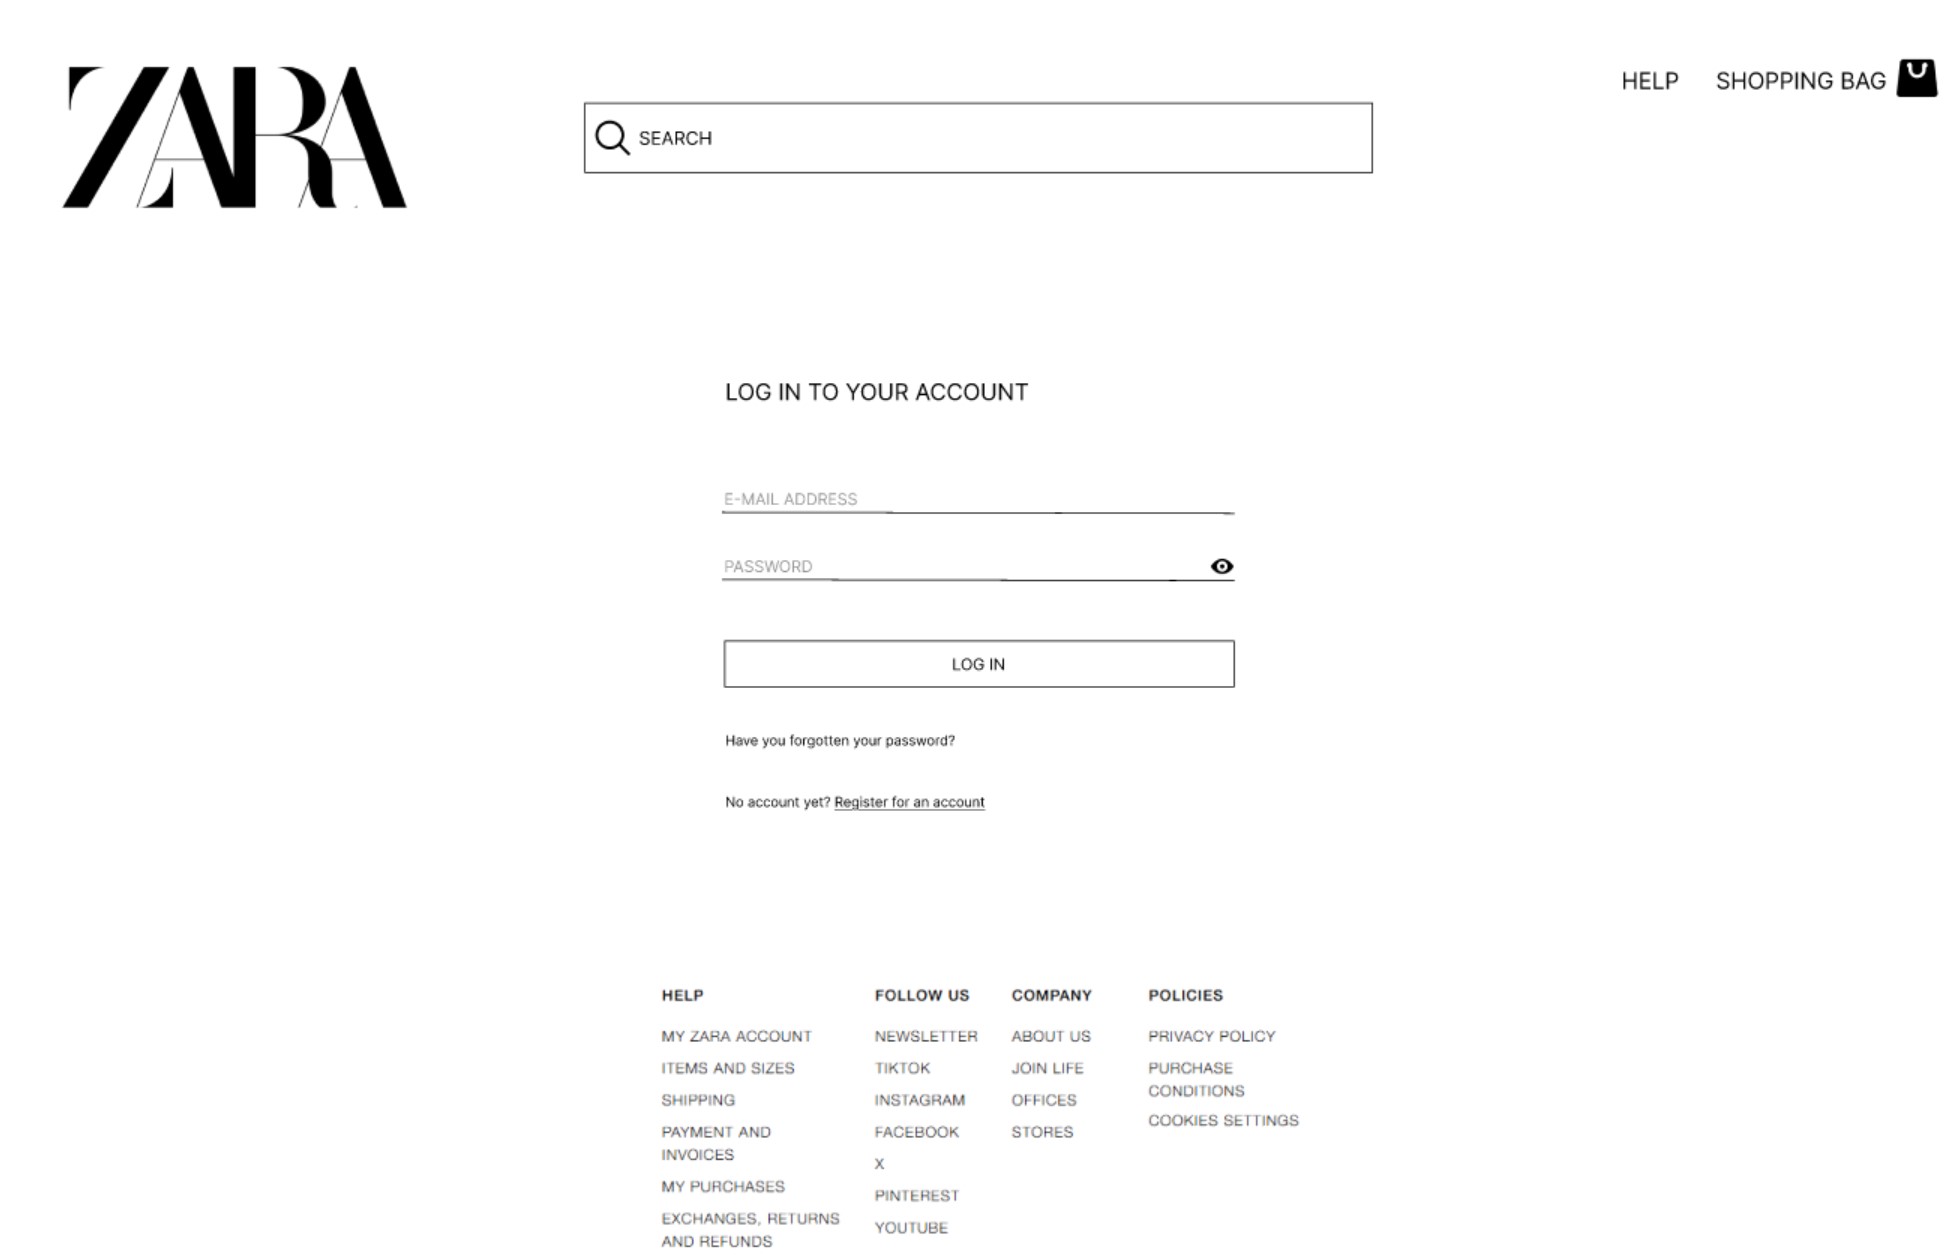 ZARA
HELP
SHOPPING BAG
SEARCH
LOG IN TO YOUR ACCOUNT
E-MAIL ADDRESS
PASSWORD
LOG IN
Have you forgotten your password?
No account yet? Register for an account
HELP
MY ZARA ACCOUNT
ITEMS AND SIZES
SHIPPING
PAYMENT AND
INVOICES
MY PURCHASES
EXCHANGES, RETURNS
AND REFUNDS
FOLLOW US
NEWSLETTER
TIKTOK
INSTAGRAM
FACEBOOK
X
PINTEREST
YOUTUBE
COMPANY
ABOUT US
JOIN LIFE
OFFICES
STORES
POLICIES
PRIVACY POLICY
PURCHASE
CONDITIONS
COOKIES SETTINGS